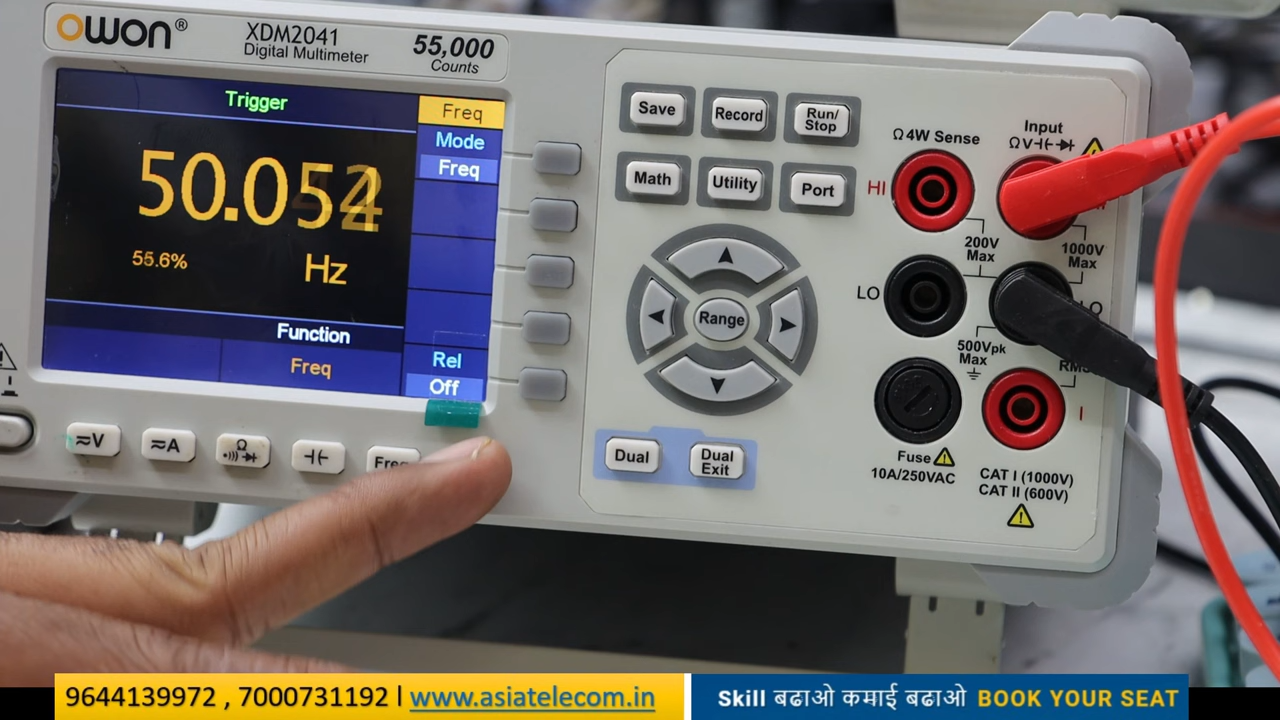 OWON®
XDM2041
Digital Multimeter
55,000
Counts
Trigger
Freq
Mode
Freq
50.05
55.6%
Hz
Function
Freq
Rel
Off
Save
Record
Run/
Stop
Math
Utility
Port
Range
Dual
Dual
Exit
≂V
≂A
Ω
Freq
Ω4W Sense
Input
ΩV
HI
200V
Max
1000V
Max
LO
500Vpk
Max
I
Fuse
10A/250VAC
CAT I (1000V)
CAT II (600V)
9644139972 , 7000731192 l www.asiatelecom.in
Skill बढाओ कमाई बढाओ BOOK YOUR SEAT